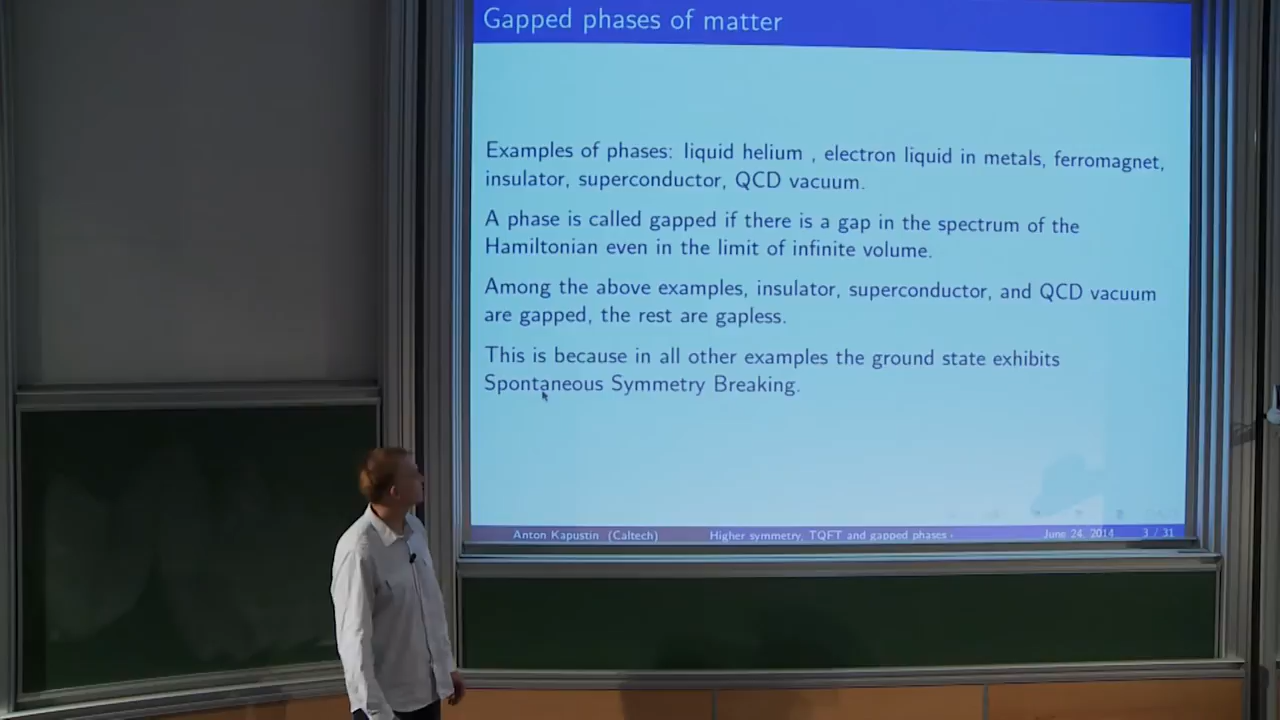 Gapped phases of matter
Examples of phases: liquid helium , electron liquid in metals, ferromagnet,
insulator, superconductor, QCD vacuum.
A phase is called gapped if there is a gap in the spectrum of the
Hamiltonian even in the limit of infinite volume.
Among the above examples, insulator, superconductor, and QCD vacuum
are gapped, the rest are gapless.
This is because in all other examples the ground state exhibits
Spontaneous Symmetry Breaking.
Anton Kapustin (Caltech) Higher symmetry, TQFT and gapped phases June 24, 2014 3 / 31